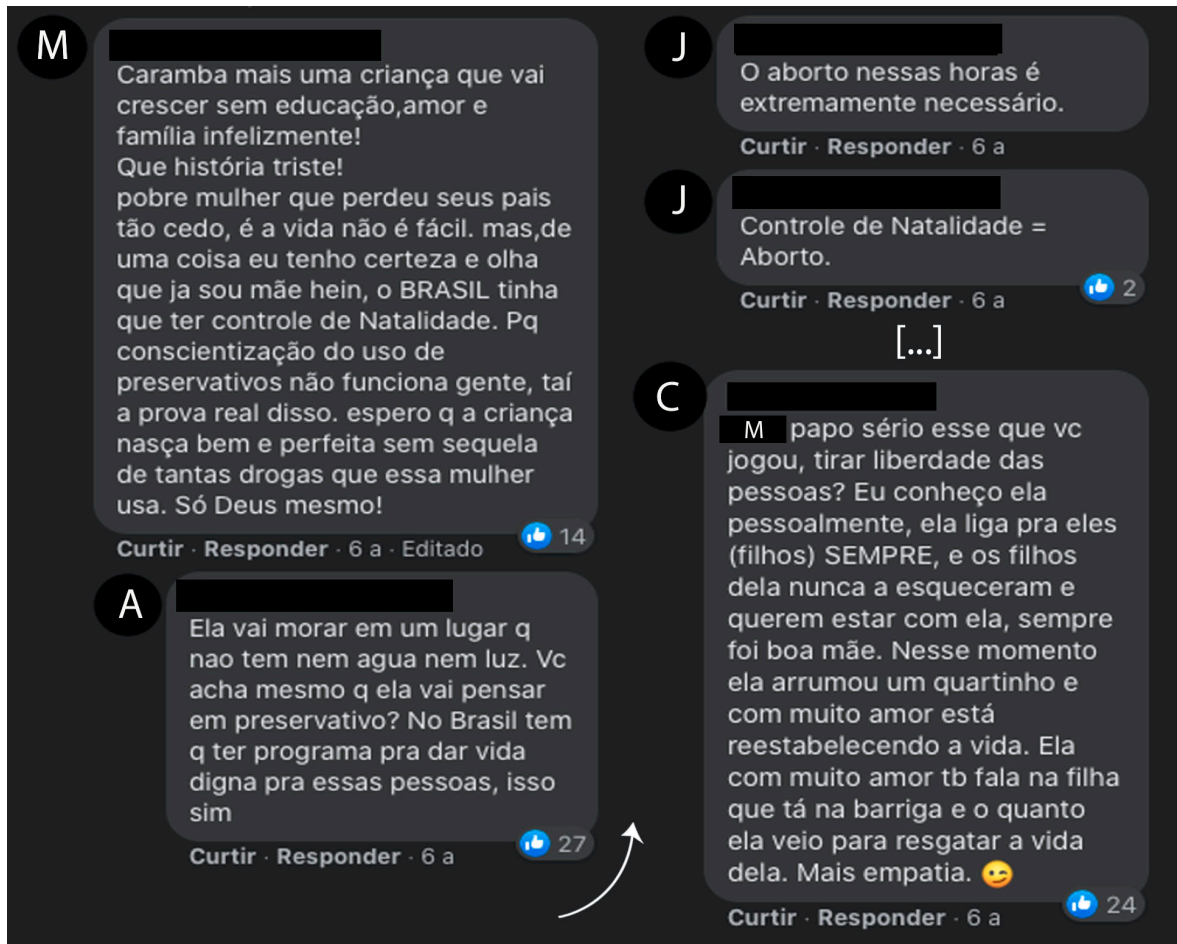 M
Caramba mais uma criança que vai
crescer sem educação,amor e
família infelizmente!
Que história triste!
pobre mulher que perdeu seus pais
tão cedo, é a vida não é fácil. mas,de
uma coisa eu tenho certeza e olha
que ja sou mãe hein, o BRASIL tinha
que ter controle de Natalidade. Pq
conscientização do uso de
preservativos não funciona gente, taí
a prova real disso. espero q a criança
nasça bem e perfeita sem sequela
de tantas drogas que essa mulher
usa. Só Deus mesmo!
14
Curtir · Responder · 6 a · Editado
A
Ela vai morar em um lugar q
nao tem nem agua nem luz. Vc
acha mesmo q ela vai pensar
em preservativo? No Brasil tem
q ter programa pra dar vida
digna pra essas pessoas, isso
sim
27
Curtir · Responder · 6 a
J
O aborto nessas horas é
extremamente necessário.
Curtir · Responder · 6 a
J
Controle de Natalidade =
Aborto.
2
Curtir · Responder · 6 a
[...]
C
M papo sério esse que vc
jogou, tirar liberdade das
pessoas? Eu conheço ela
pessoalmente, ela liga pra eles
(filhos) SEMPRE, e os filhos
dela nunca a esqueceram e
querem estar com ela, sempre
foi boa mãe. Nesse momento
ela arrumou um quartinho e
com muito amor está
reestabelecendo a vida. Ela
com muito amor tb fala na filha
que tá na barriga e o quanto
ela veio para resgatar a vida
dela. Mais empatia. 😉
24
Curtir · Responder · 6 a